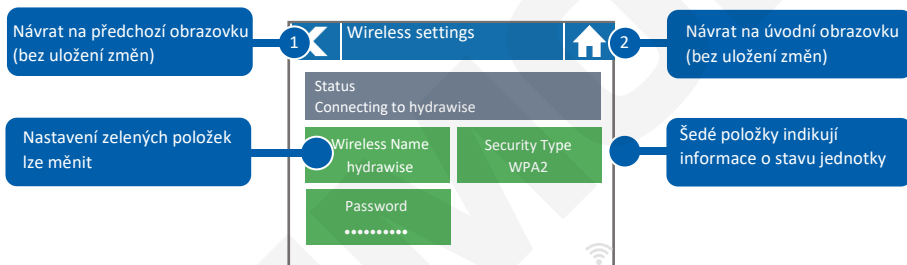 Návrat na předchozí obrazovku
(bez uložení změn)
1
Wireless settings
2
Návrat na úvodní obrazovku
(bez uložení změn)
Status
Connecting to hydrawise
Nastavení zelených položek
lze měnit
Wireless Name
hydrawise
Security Type
WPA2
Šedé položky indikují
informace o stavu jednotky
Password
••••••••••